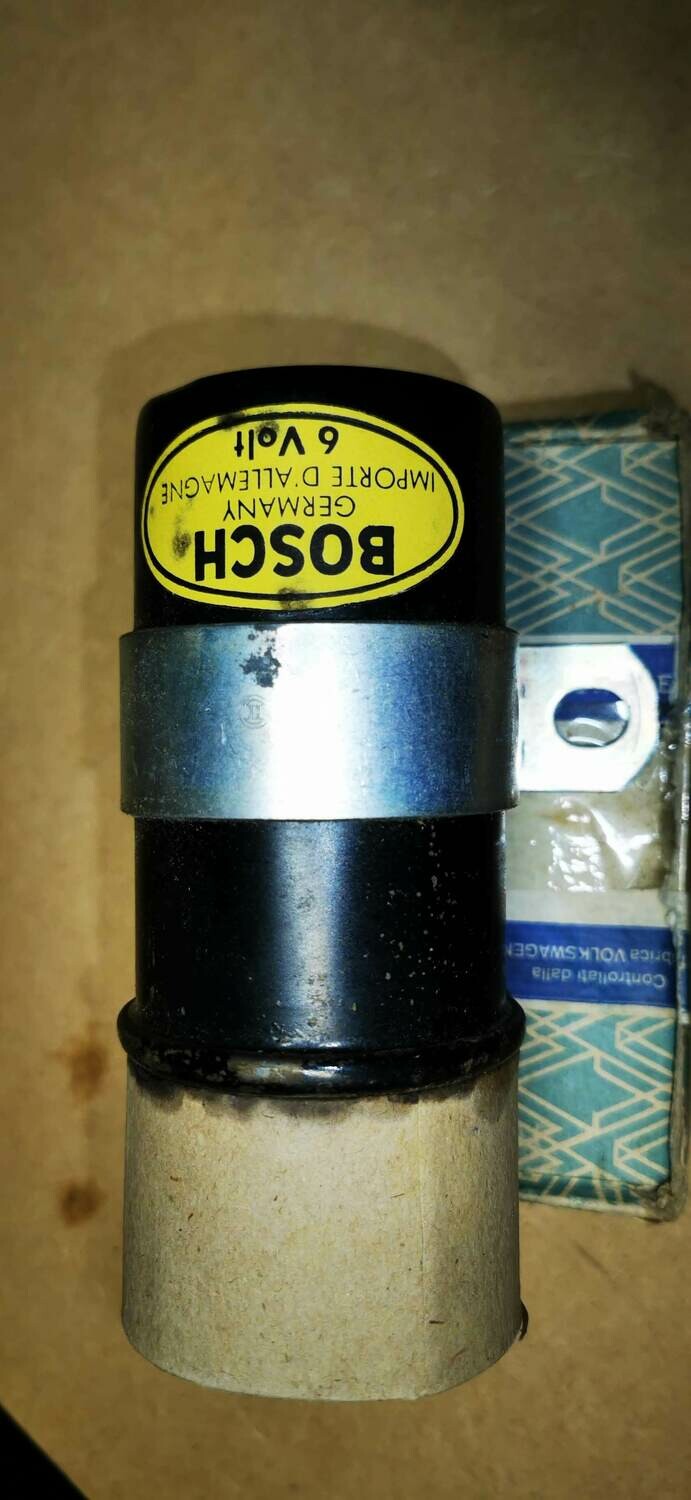 BOSCH
GERMANY
IMPORTE D'ALLEMAGNE
6 Volt
Controllati dalla
VOLKSWAGEN